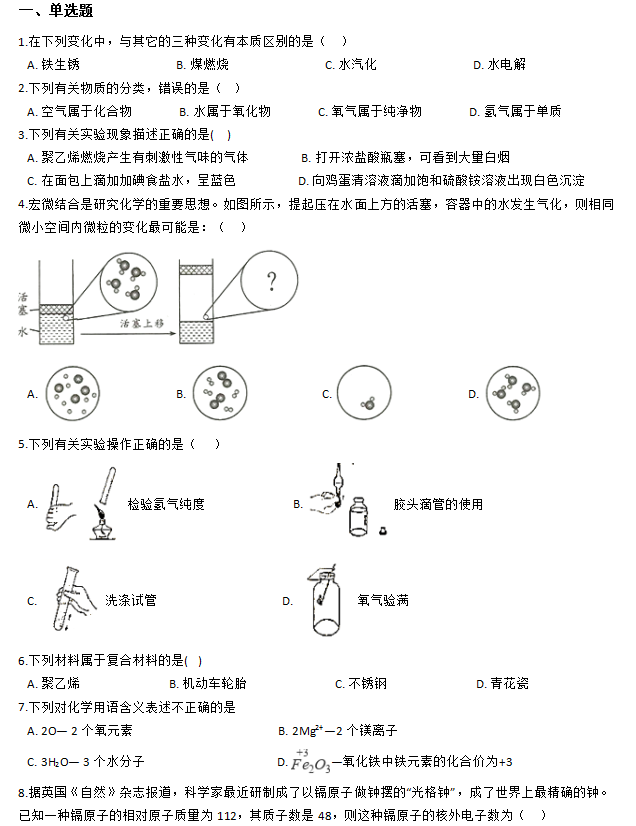 一、单选题
1.在下列变化中，与其它的三种变化有本质区别的是（　）
A. 铁生锈 B. 煤燃烧 C. 水汽化 D. 水电解
2.下列有关物质的分类，错误的是（　）
A. 空气属于化合物 B. 水属于氧化物 C. 氧气属于纯净物 D. 氢气属于单质
3.下列有关实验现象描述正确的是(　)
A. 聚乙烯燃烧产生有刺激性气味的气体 B. 打开浓盐酸瓶塞，可看到大量白烟
C. 在面包上滴加加碘食盐水，呈蓝色 D. 向鸡蛋清溶液滴加饱和硫酸铵溶液出现白色沉淀
4.宏微结合是研究化学的重要思想。如图所示，提起压在水面上方的活塞，容器中的水发生气化，则相同
微小空间内微粒的变化最可能是：（　）
活塞
水
活塞上移
?
A. B. C. D.
5.下列有关实验操作正确的是（　）
A. 检验氢气纯度 B. 胶头滴管的使用
C. 洗涤试管 D. 氧气验满
6.下列材料属于复合材料的是(　)
A. 聚乙烯 B. 机动车轮胎 C. 不锈钢 D. 青花瓷
7.下列对化学用语含义表述不正确的是
A. 2O— 2 个氧元素 B. 2Mg²⁺—2 个镁离子
C. 3H₂O— 3 个水分子 D. +3 Fe₂O₃—氧化铁中铁元素的化合价为+3
8.据英国《自然》杂志报道，科学家最近研制成了以镉原子做钟摆的“光格钟”，成了世界上最精确的钟。
已知一种镉原子的相对原子质量为 112，其质子数是 48，则这种镉原子的核外电子数为（　）